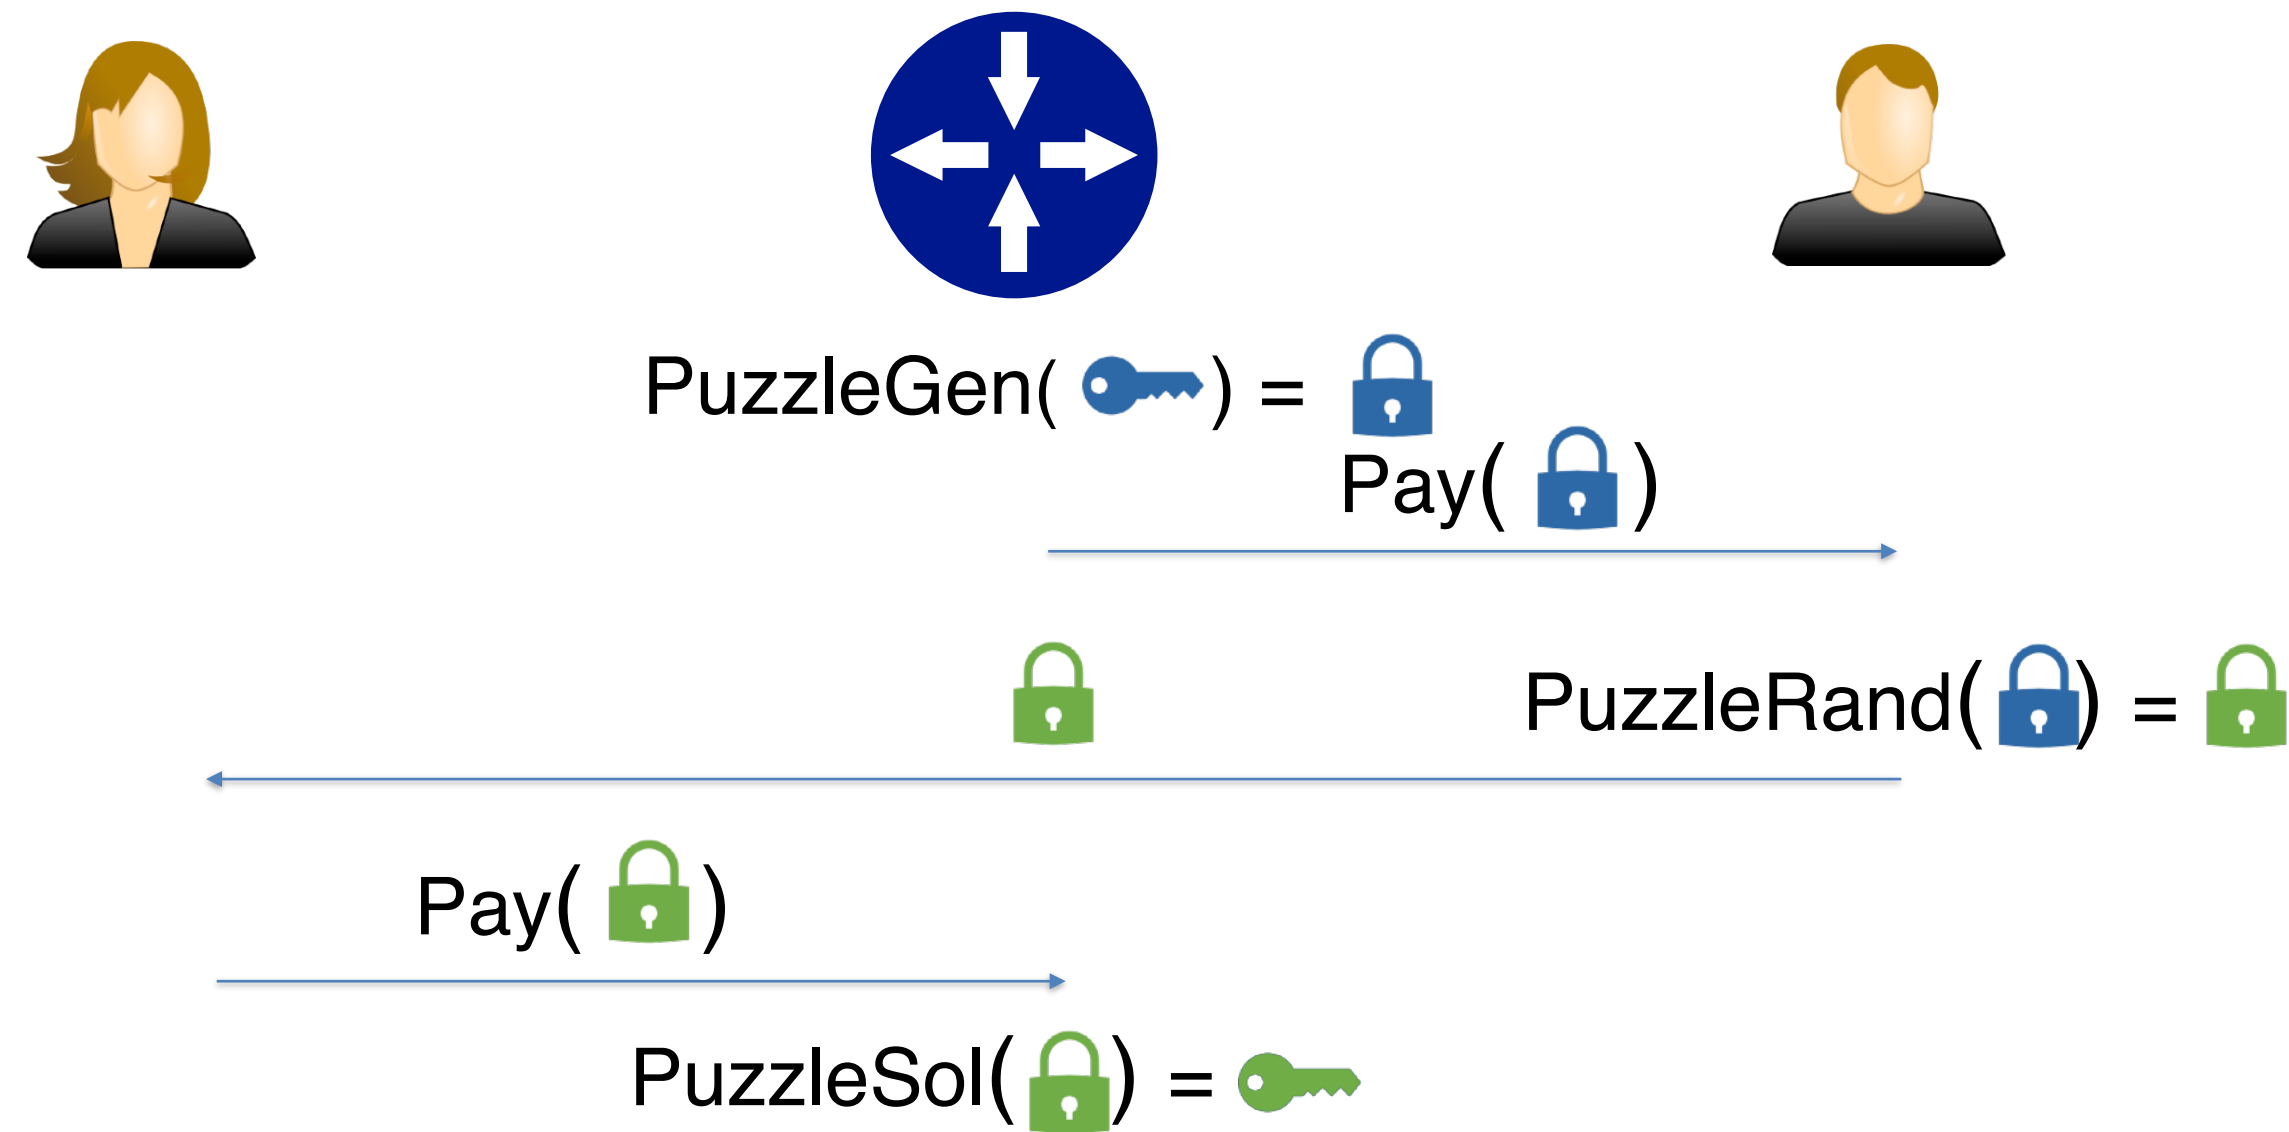 PuzzleGen( ) =
Pay( )
PuzzleRand( ) =
Pay( )
PuzzleSol( ) =